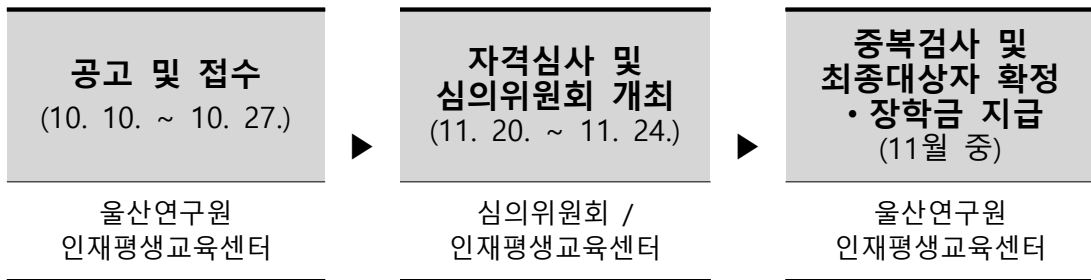 공고 및 접수
(10. 10. ~ 10. 27.)
울산연구원
인재평생교육센터
▶
자격심사 및
심의위원회 개최
(11. 20. ~ 11. 24.)
심의위원회 /
인재평생교육센터
▶
중복검사 및
최종대상자 확정
・장학금 지급
(11월 중)
울산연구원
인재평생교육센터